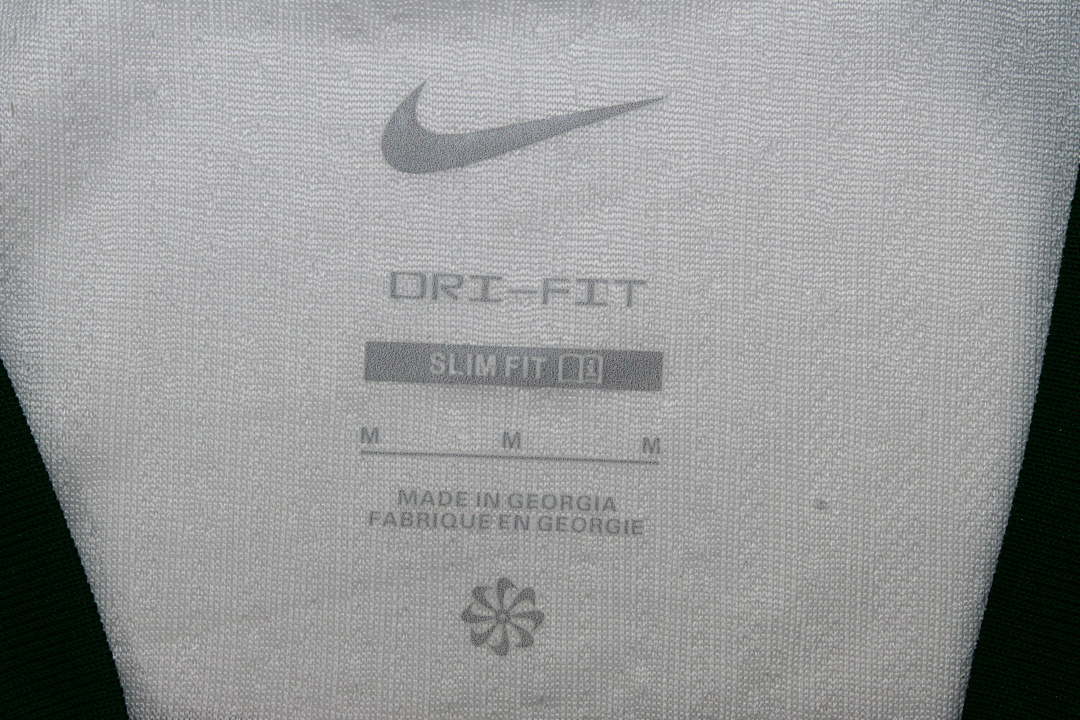 DRI-FIT
SLIM FIT
M M M
MADE IN GEORGIA
FABRIQUE EN GEORGIE